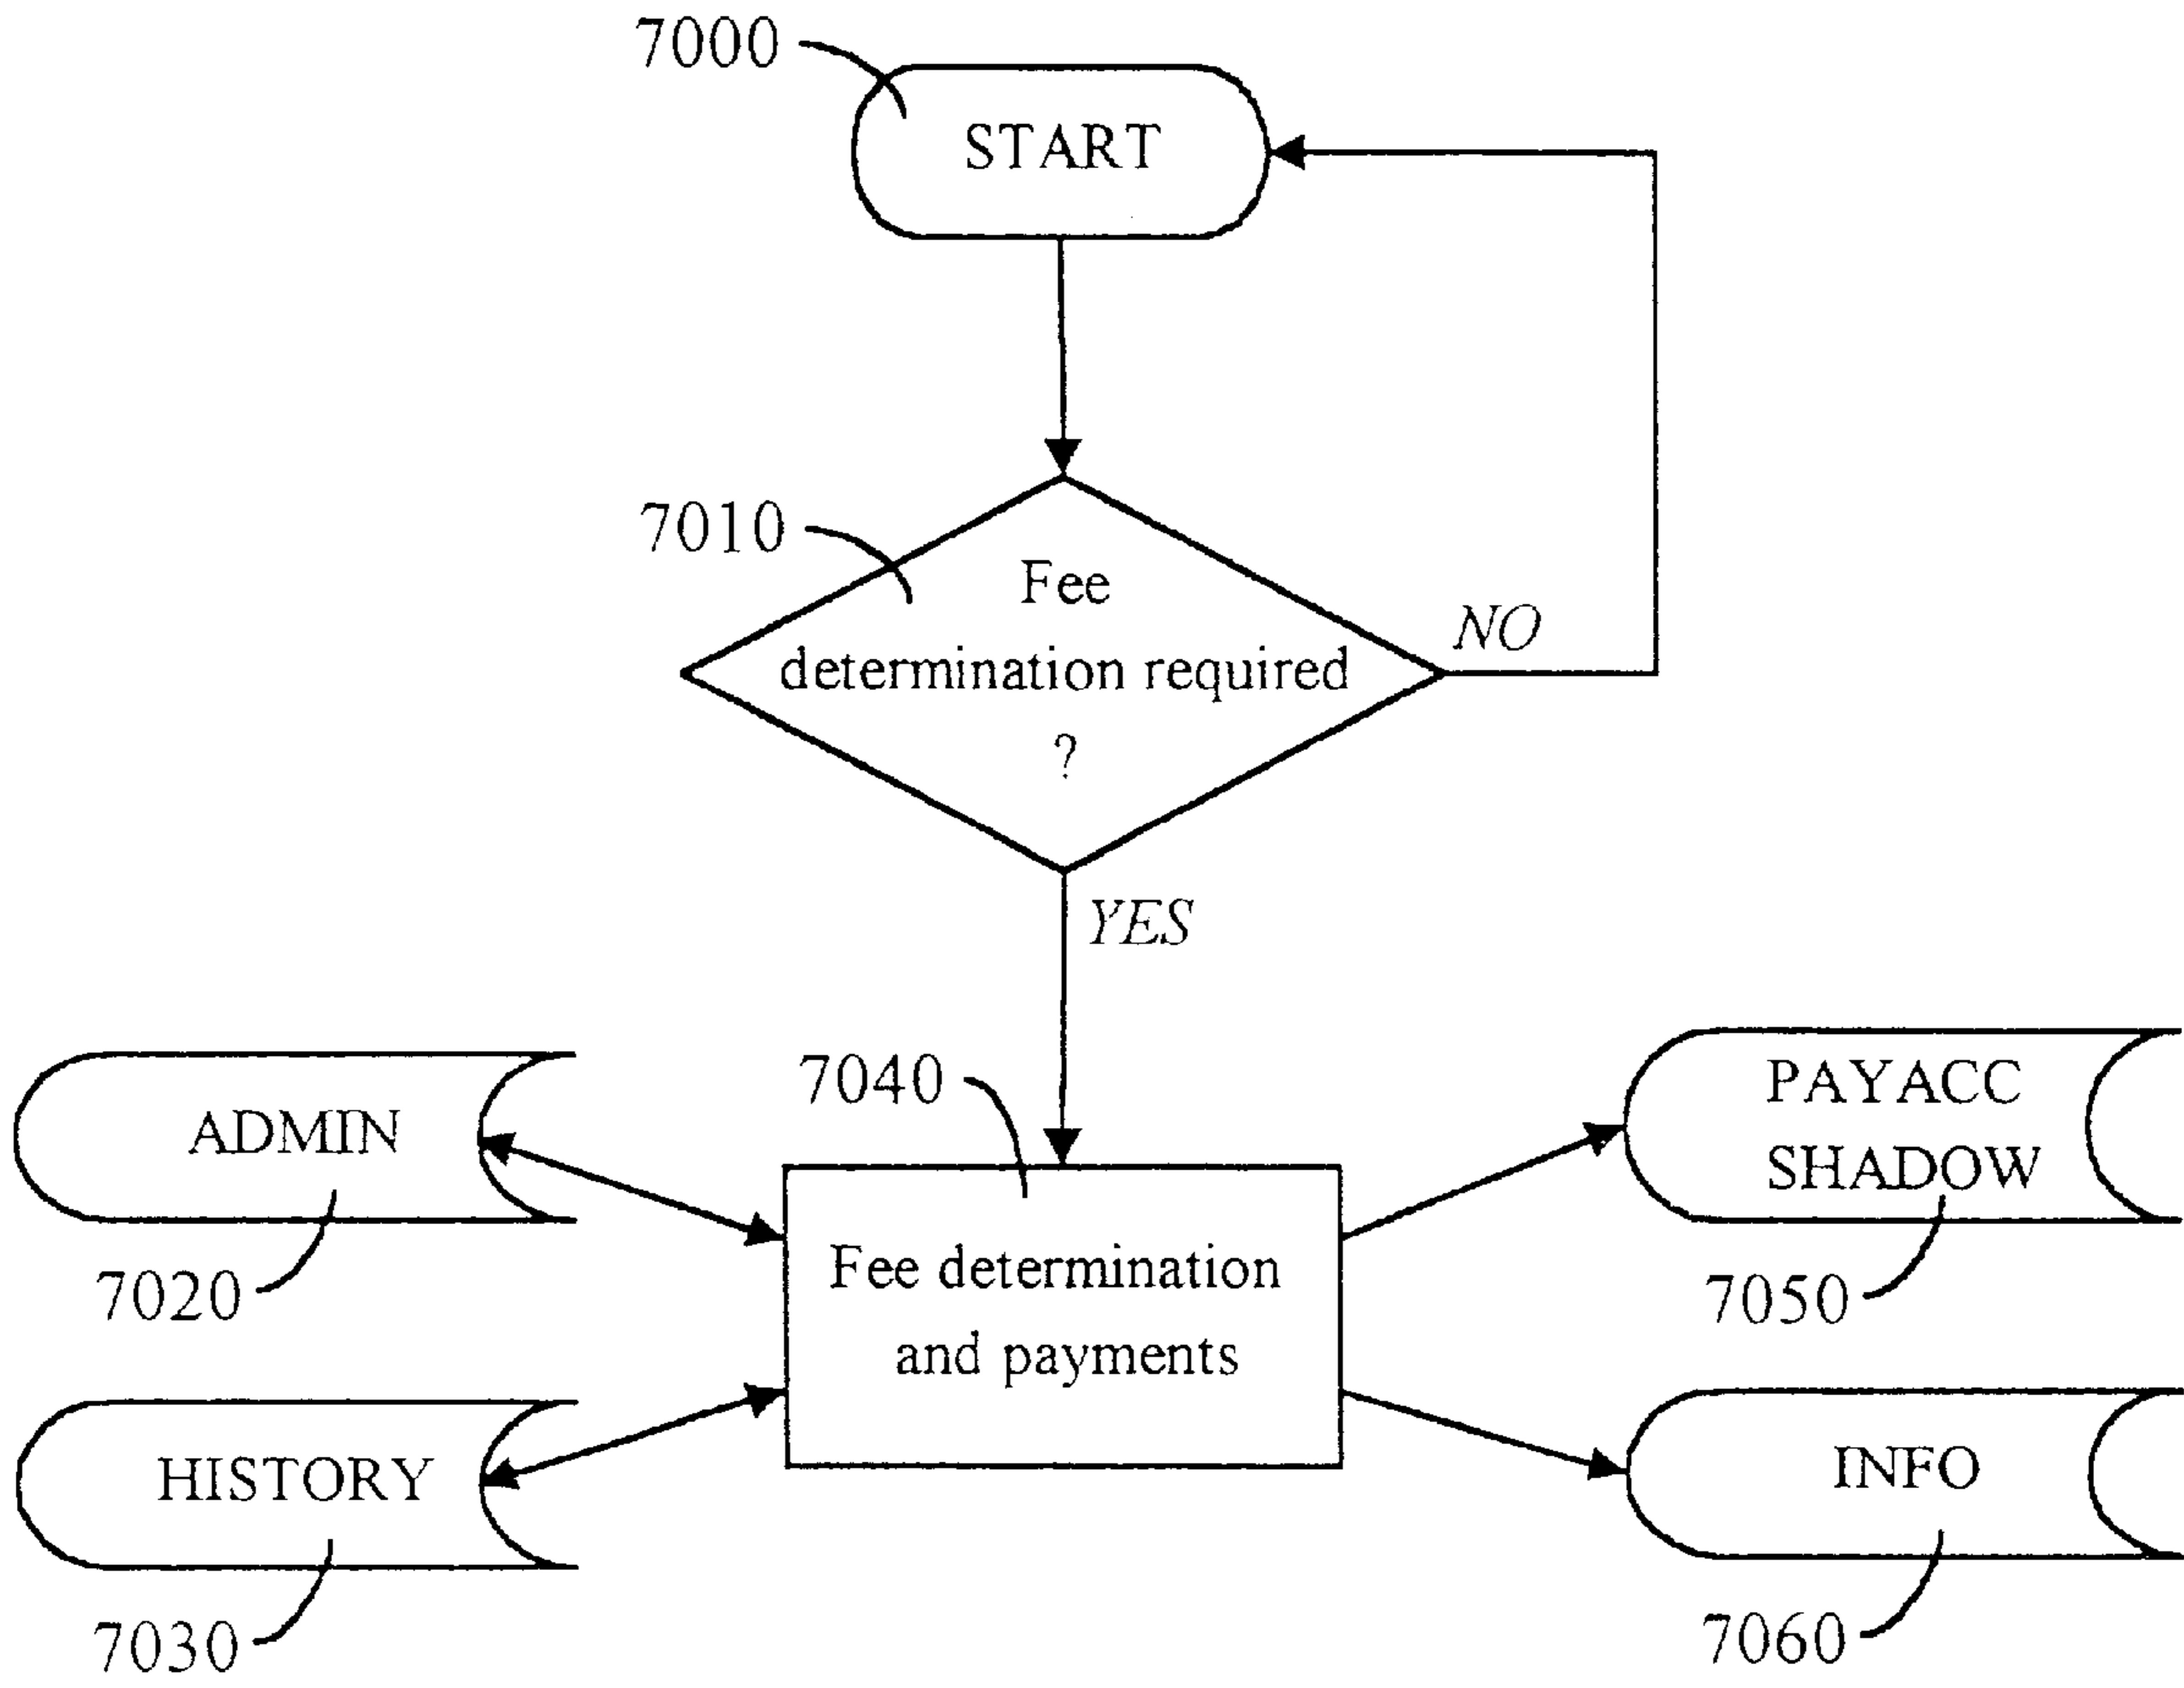 7000
START
7010
Fee
determination required
?
NO
YES
7040
ADMIN
7020
HISTORY
7030
Fee determination
and payments
PAYACC
SHADOW
7050
INFO
7060